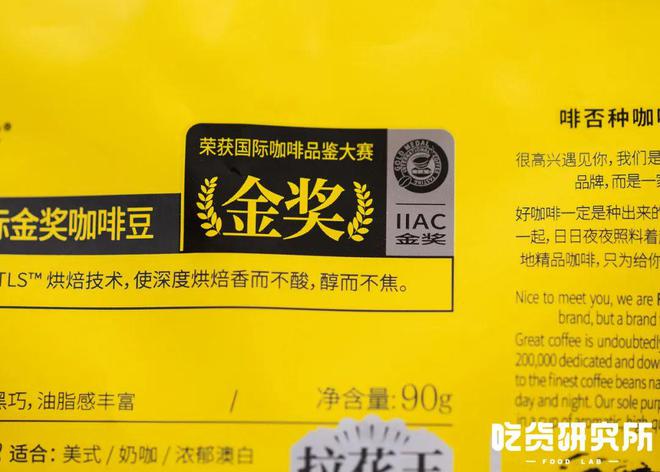 荣获国际咖啡品鉴大赛
金奖
GOLD MEDAL
IIAC
金奖
金奖咖啡豆
TLS™ 烘焙技术，使深度烘焙香而不酸，醇而不焦。
黑巧，油脂感丰富
净含量：90g
适合：美式 / 奶咖 / 浓郁澳白
拉花王
啡否种咖
很高兴遇见你，我们是
品牌，而是一家
好咖啡一定是种出来的
一起，日日夜夜照料着
地精品咖啡，只为给你
Nice to meet you, we are
brand, but a brand
Great coffee is undoubtedly
200,000 dedicated and dow
to the finest coffee beans na
day and night. Our sole purp
吃货研究所
FOOD LAB